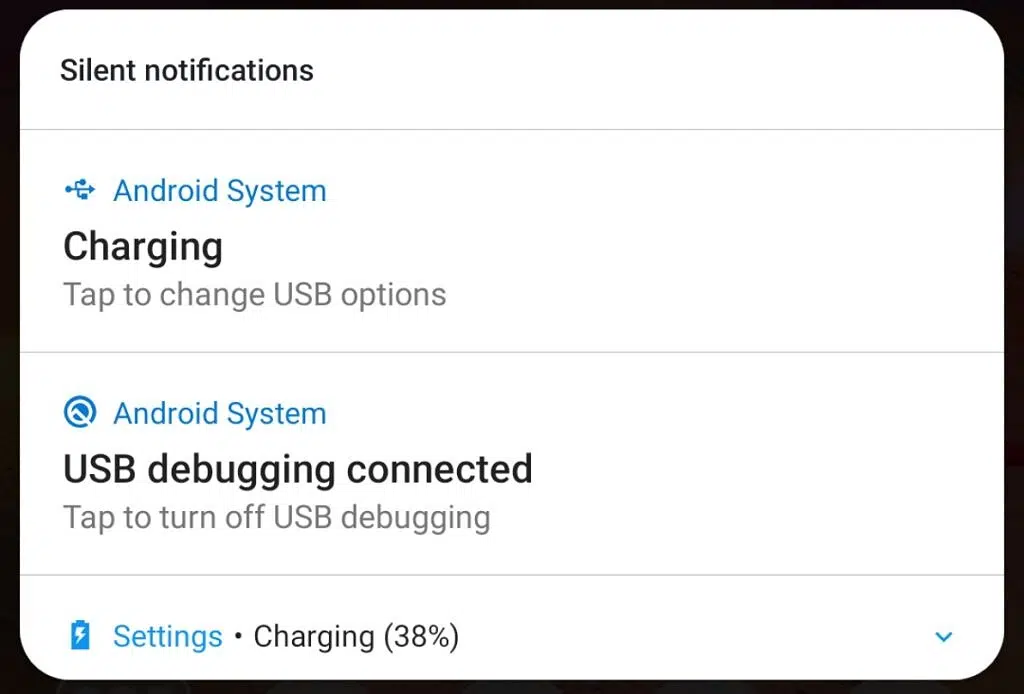 Silent notifications
Android System
Charging
Tap to change USB options
Android System
USB debugging connected
Tap to turn off USB debugging
Settings • Charging (38%)